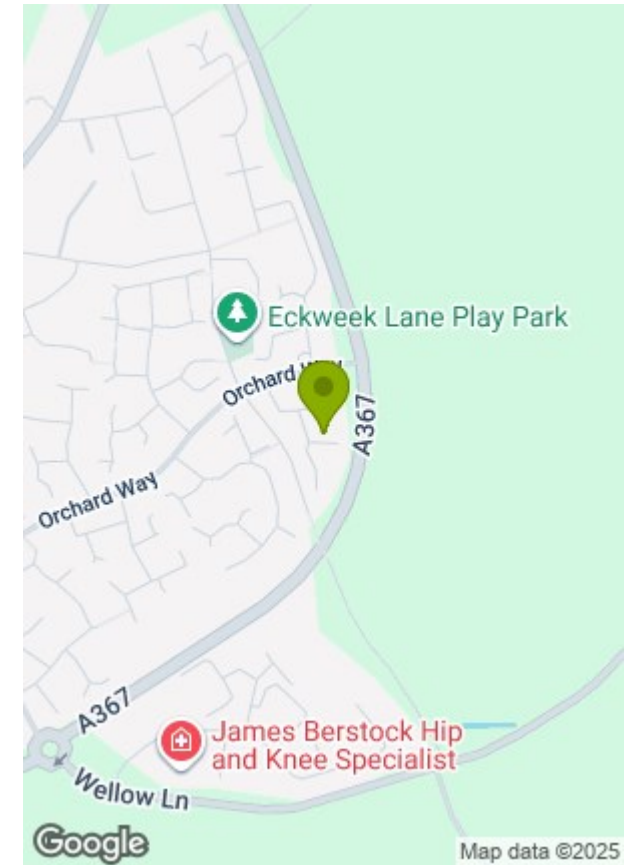 Eckweek Lane Play Park
Orchard Way
A367
Orchard Way
A367
James Berstock Hip
and Knee Specialist
Wellow Ln
Google
Map data ©2025